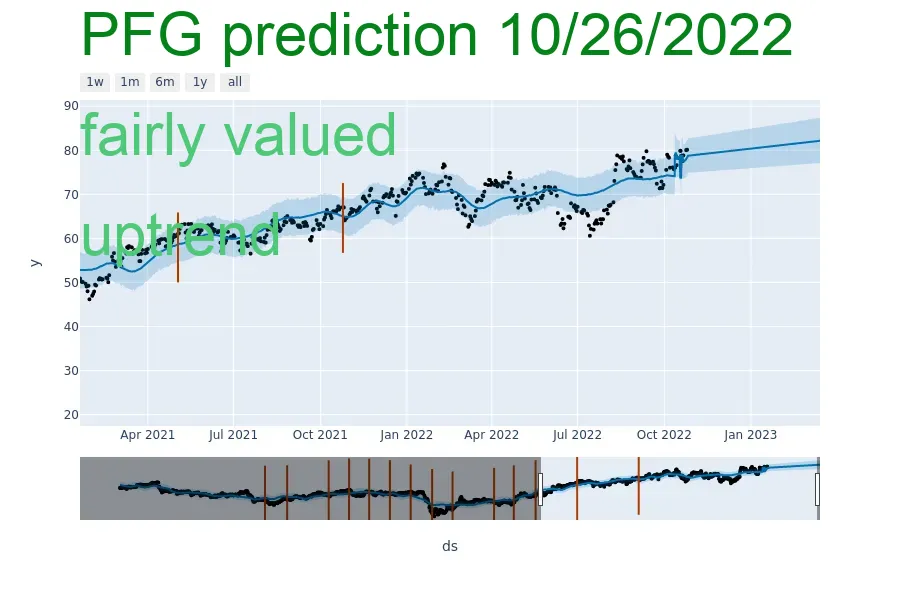 PFG prediction 10/26/2022
1w 1m 6m 1y all
90
fairly valued
80
70
uptrend
60
y
50
40
30
20
Apr 2021 Jul 2021 Oct 2021 Jan 2022 Apr 2022 Jul 2022 Oct 2022 Jan 2023
ds